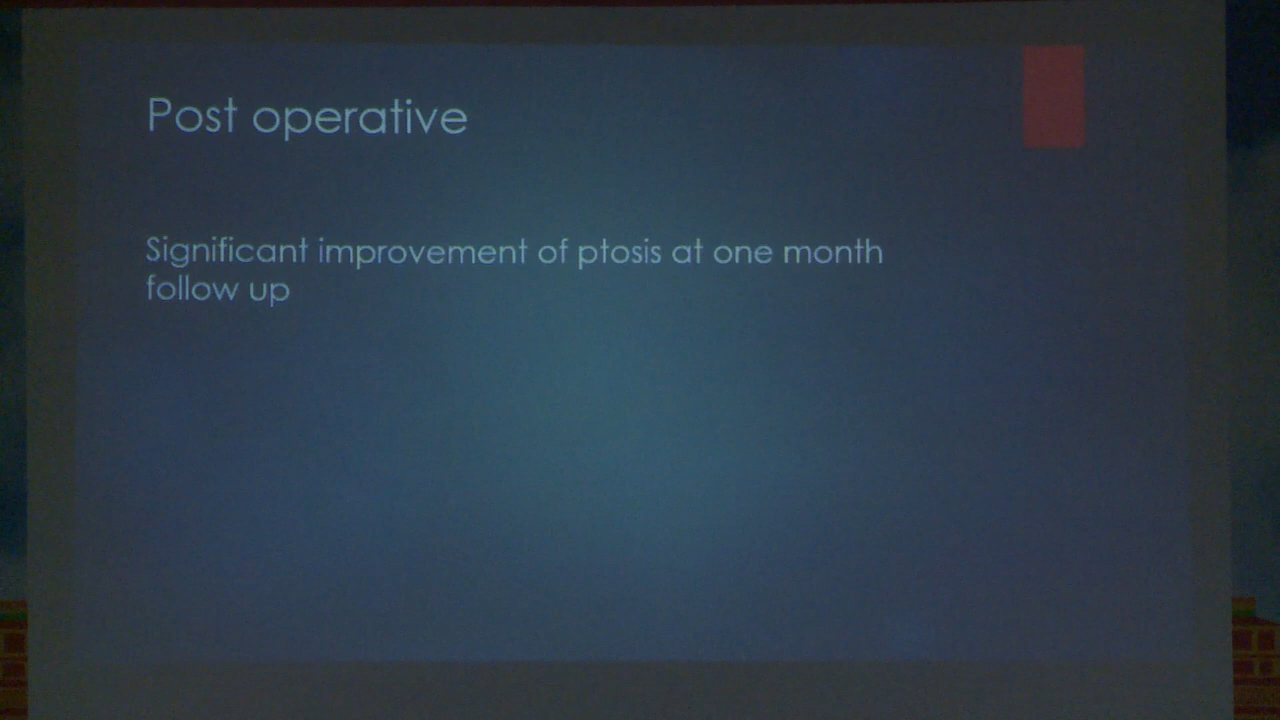 Post operative
Significant improvement of ptosis at one month
follow up